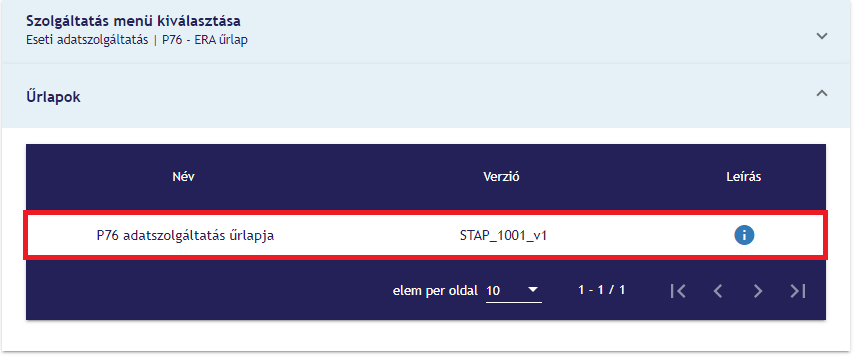 Szolgáltatás menü kiválasztása
Eseti adatszolgáltatás | P76 - ERA űrlap
Űrlapok
Név Verzió Leírás
P76 adatszolgáltatás űrlapja STAP_1001_v1
elem per oldal 10 1 - 1 / 1